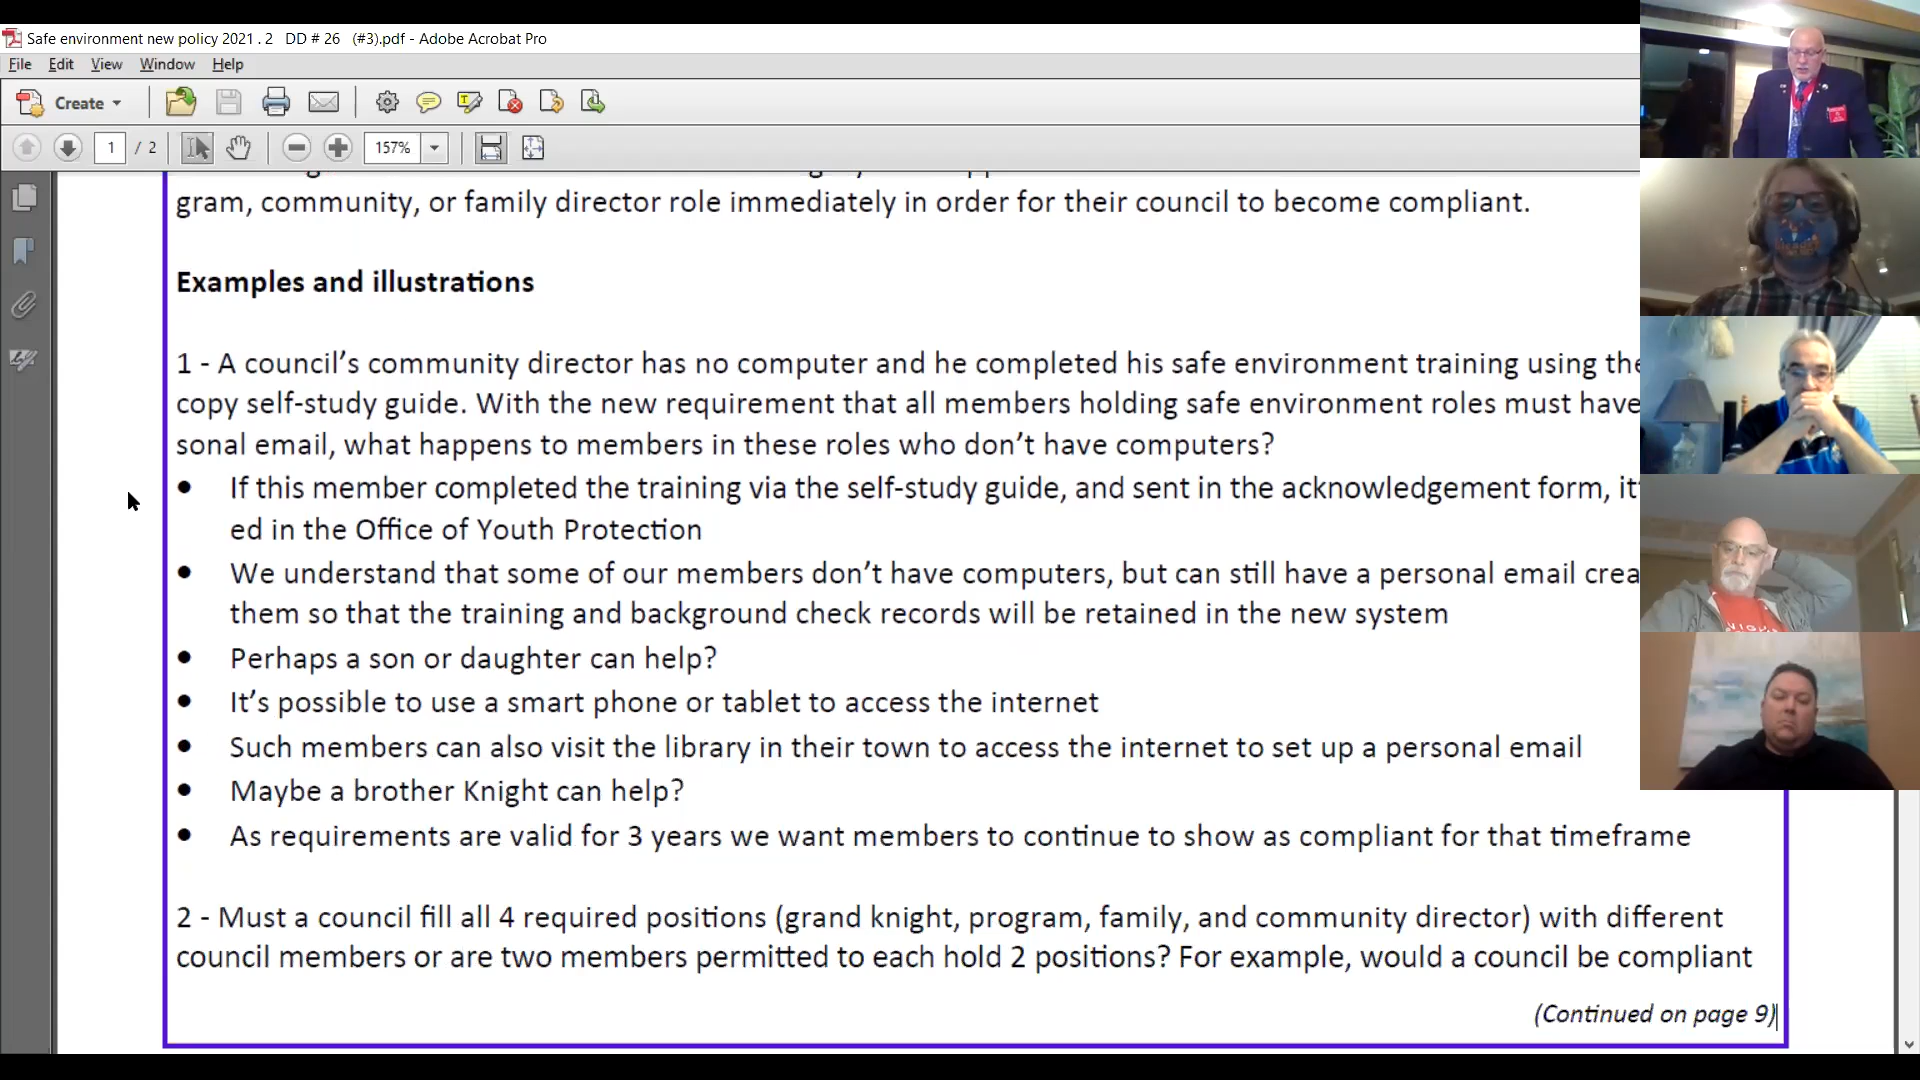 Safe environment new policy 2021 . 2 DD # 26 (#3).pdf - Adobe Acrobat Pro
File Edit View Window Help
Create
1 / 2 157%
gram, community, or family director role immediately in order for their council to become compliant.
Examples and illustrations
1 - A council’s community director has no computer and he completed his safe environment training using the
copy self-study guide. With the new requirement that all members holding safe environment roles must have
sonal email, what happens to members in these roles who don’t have computers?
• If this member completed the training via the self-study guide, and sent in the acknowledgement form, it’
ed in the Office of Youth Protection
• We understand that some of our members don’t have computers, but can still have a personal email crea
them so that the training and background check records will be retained in the new system
• Perhaps a son or daughter can help?
• It’s possible to use a smart phone or tablet to access the internet
• Such members can also visit the library in their town to access the internet to set up a personal email
• Maybe a brother Knight can help?
• As requirements are valid for 3 years we want members to continue to show as compliant for that timeframe
2 - Must a council fill all 4 required positions (grand knight, program, family, and community director) with different
council members or are two members permitted to each hold 2 positions? For example, would a council be compliant
(Continued on page 9)